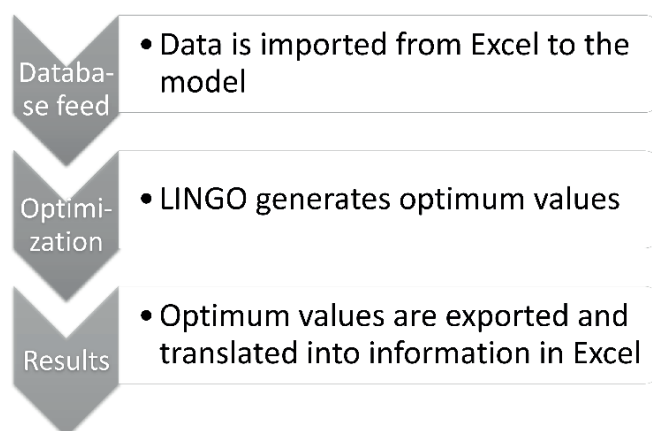 Databa-
se feed
• Data is imported from Excel to the
model
Optimi-
zation
• LINGO generates optimum values
Results
• Optimum values are exported and
translated into information in Excel